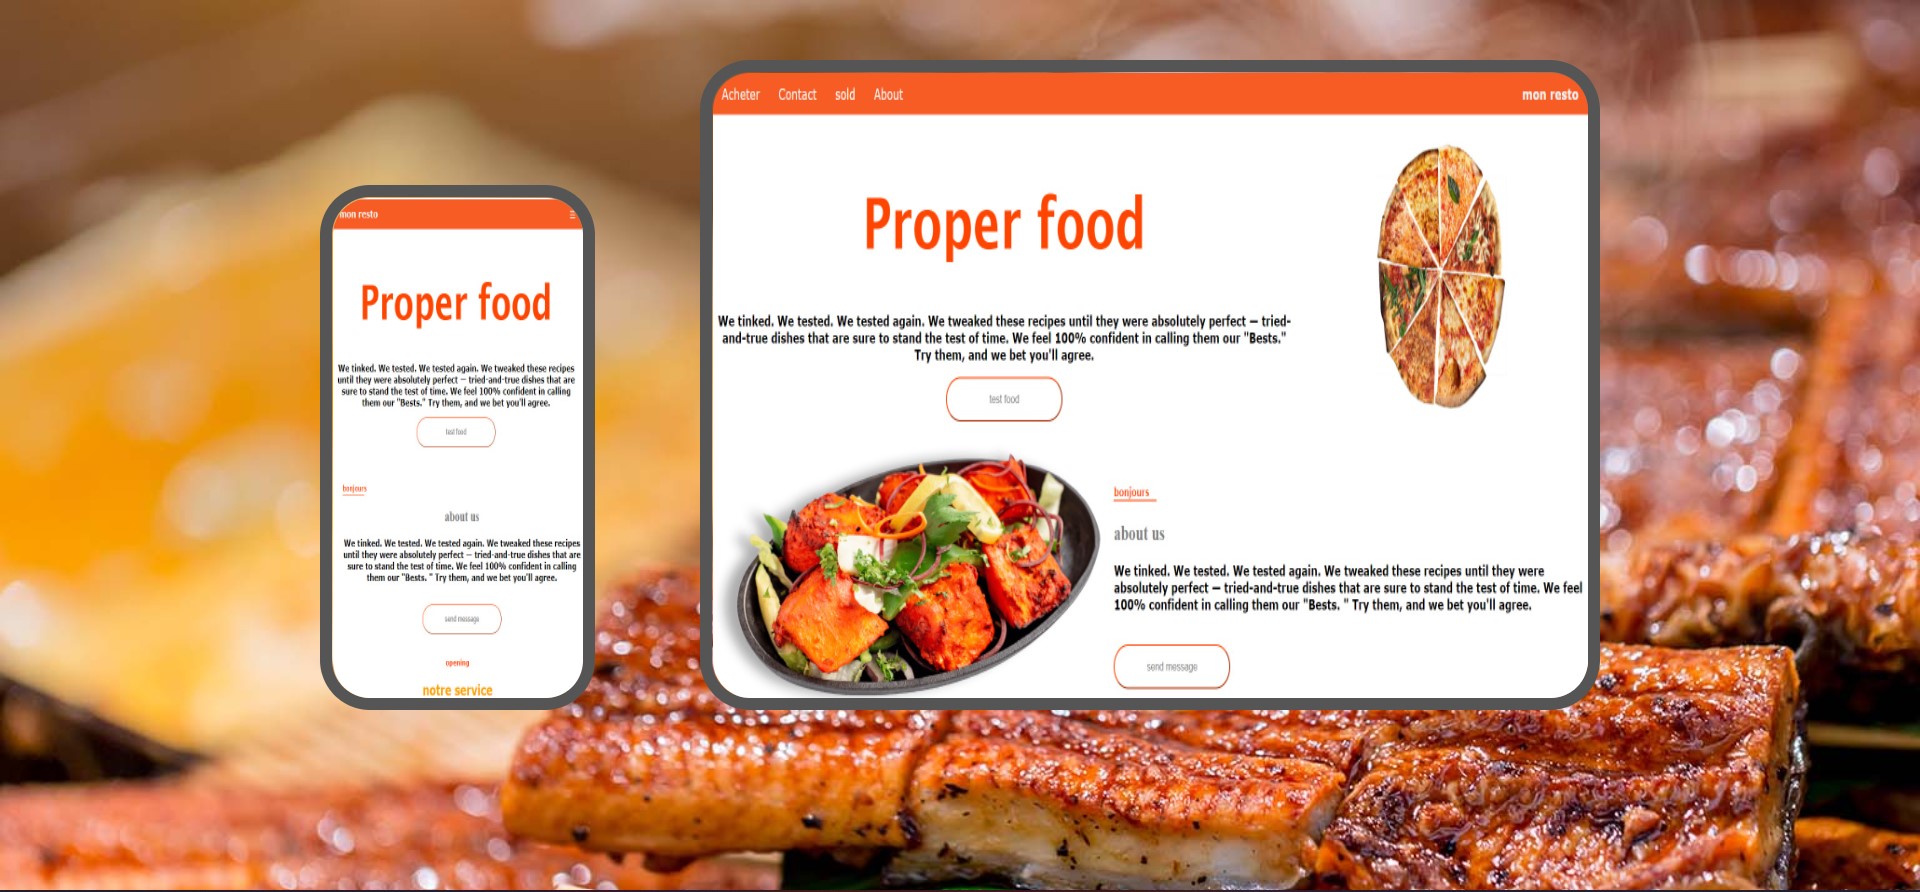 mon resto
Proper food
We tinked. We tested. We tested again. We tweaked these recipes
until they were absolutely perfect – tried-and-true dishes that are
sure to stand the test of time. We feel 100% confident in calling
them our "Bests." Try them, and we bet you'll agree.
test food
bonjours
about us
We tinked. We tested. We tested again. We tweaked these recipes
until they were absolutely perfect – tried-and-true dishes that are
sure to stand the test of time. We feel 100% confident in calling
them our "Bests. " Try them, and we bet you'll agree.
send message
opening
notre service
Acheter Contact sold About mon resto
Proper food
We tinked. We tested. We tested again. We tweaked these recipes until they were absolutely perfect – tried-
and-true dishes that are sure to stand the test of time. We feel 100% confident in calling them our "Bests."
Try them, and we bet you'll agree.
test food
bonjours
about us
We tinked. We tested. We tested again. We tweaked these recipes until they were
absolutely perfect – tried-and-true dishes that are sure to stand the test of time. We feel
100% confident in calling them our "Bests. " Try them, and we bet you'll agree.
send message